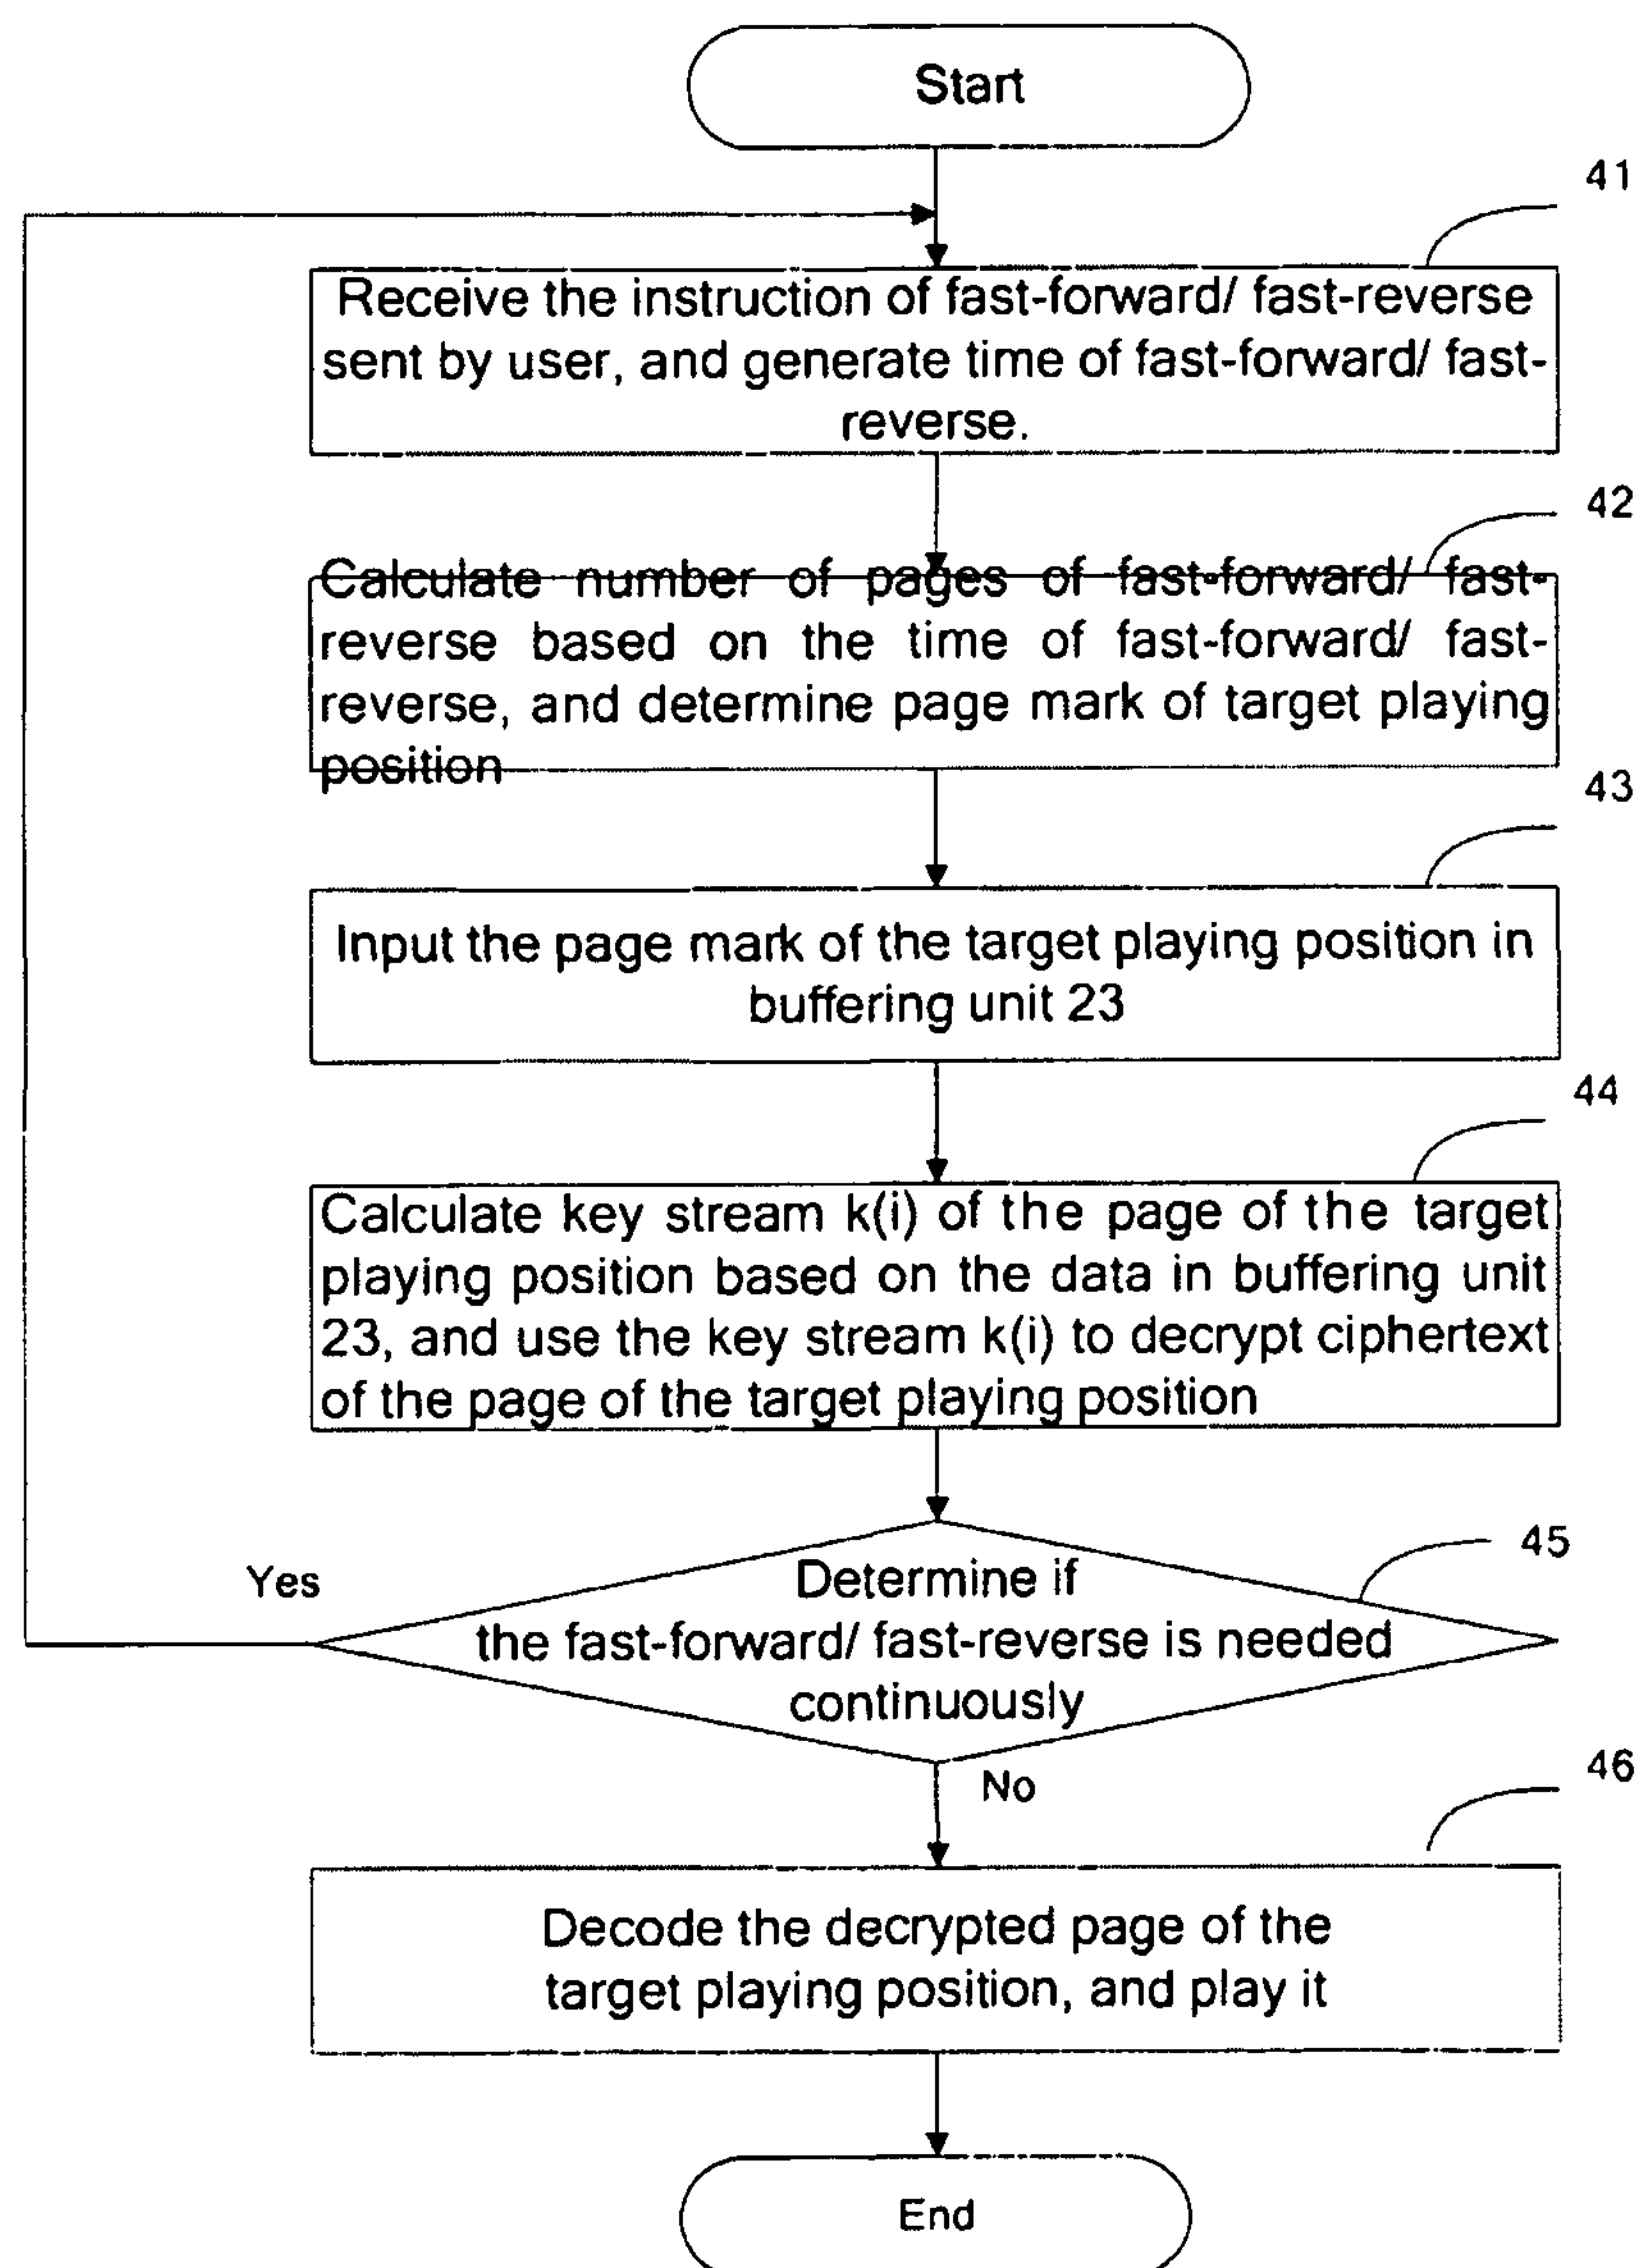 Start
41
Receive the instruction of fast-forward/ fast-reverse
sent by user, and generate time of fast-forward/ fast-
reverse.
42
Calculate number of pages of fast-forward/ fast-
reverse based on the time of fast-forward/ fast-
reverse, and determine page mark of target playing
position
43
Input the page mark of the target playing position in
buffering unit 23
44
Calculate key stream k(i) of the page of the target
playing position based on the data in buffering unit
23, and use the key stream k(i) to decrypt ciphertext
of the page of the target playing position
45
Yes
Determine if
the fast-forward/ fast-reverse is needed
continuously
No
46
Decode the decrypted page of the
target playing position, and play it
End